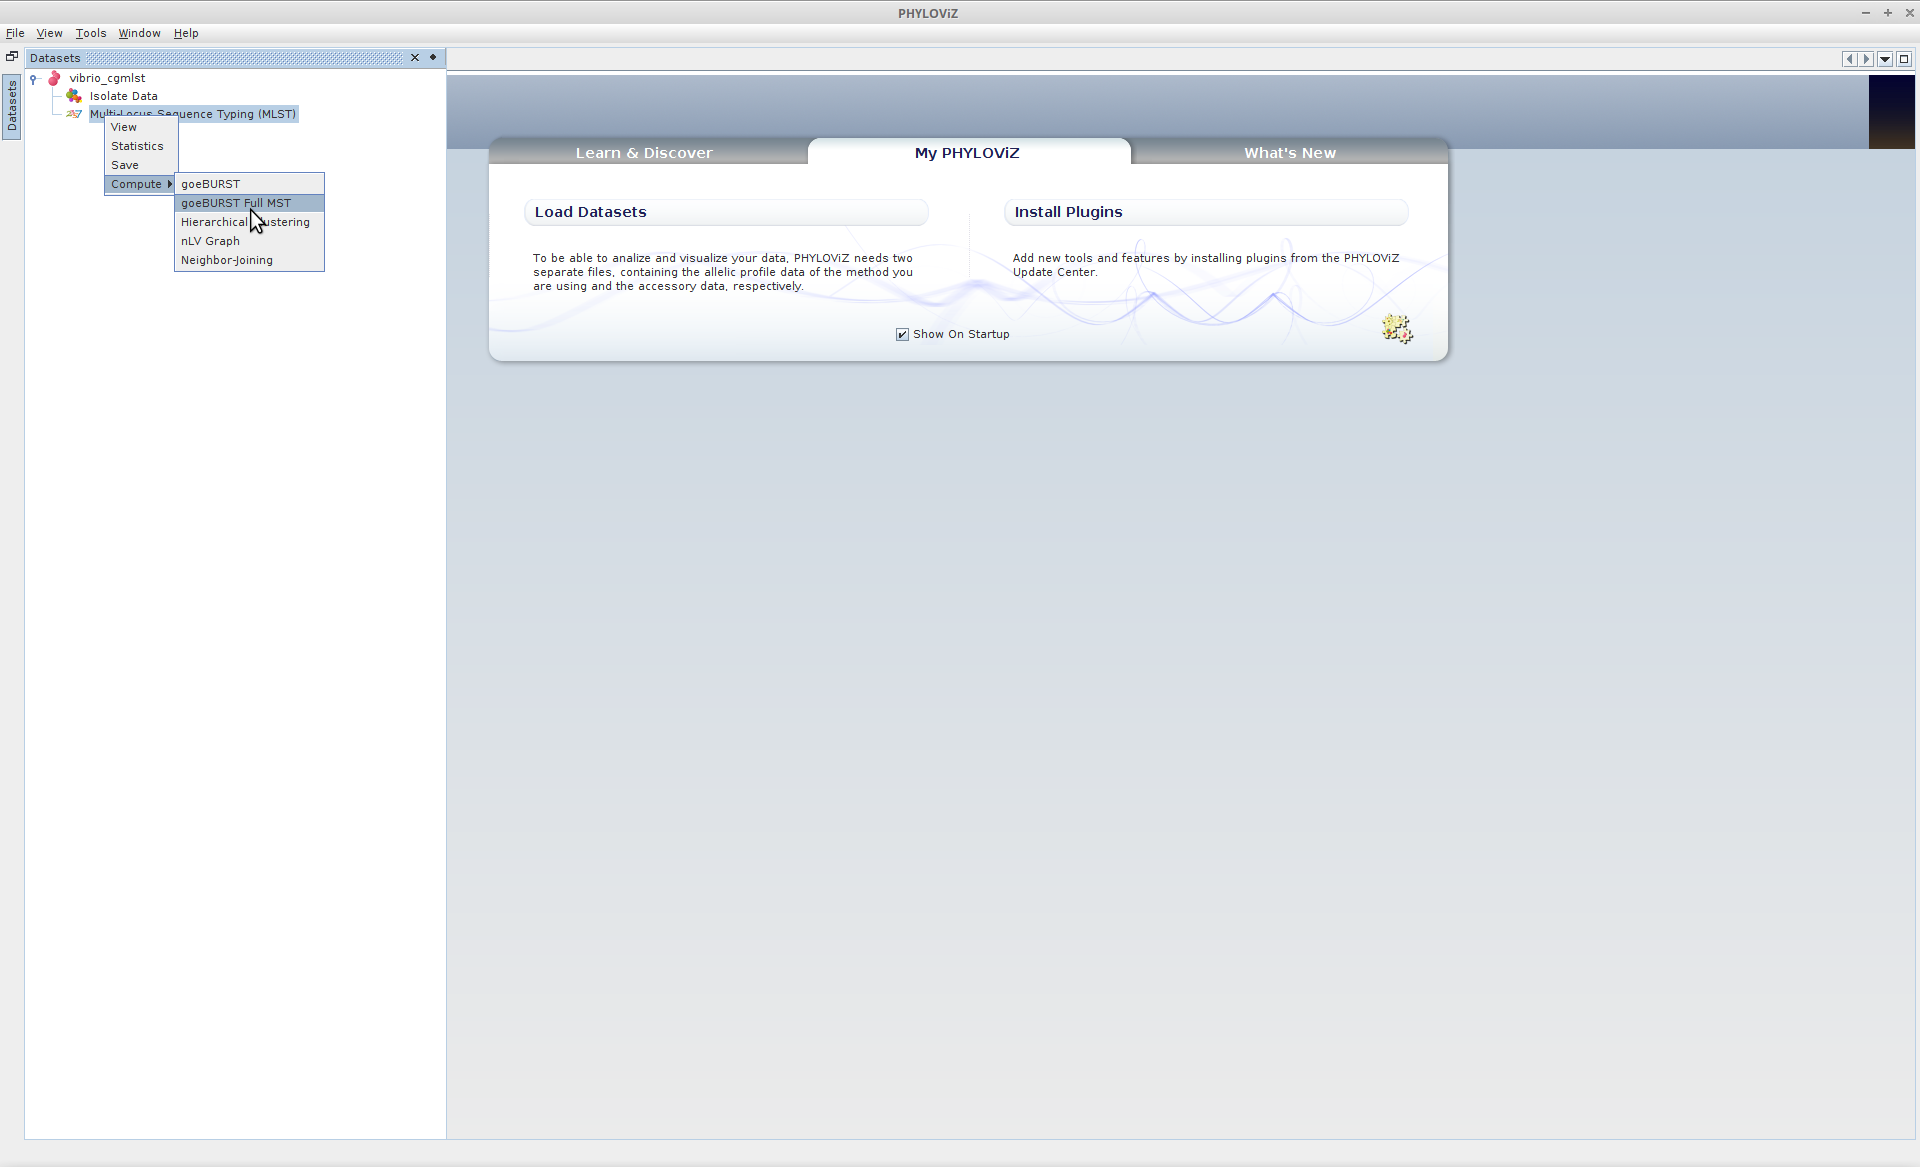 PHYLOViZ
File View Tools Window Help
Datasets
Datasets
vibrio_cgmlst
Isolate Data
Multi-Locus Sequence Typing (MLST)
View
Statistics
Save
Compute
goeBURST
goeBURST Full MST
Hierarchical
nLV Graph
Neighbor-Joining
Learn & Discover
My PHYLOViZ
What's New
Load Datasets
To be able to analize and visualize your data, PHYLOViZ needs two
separate files, containing the allelic profile data of the method you
are using and the accessory data, respectively.
Install Plugins
Add new tools and features by installing plugins from the PHYLOViZ
Update Center.
Show On Startup